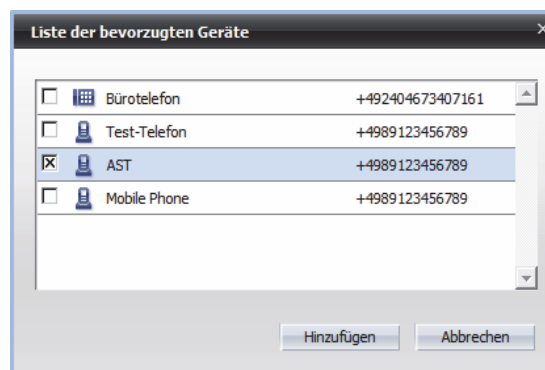 Liste der bevorzugten Geräte
Bürotelefon +492404673407161
Test-Telefon +4989123456789
AST +4989123456789
Mobile Phone +4989123456789
Hinzufügen Abbrechen